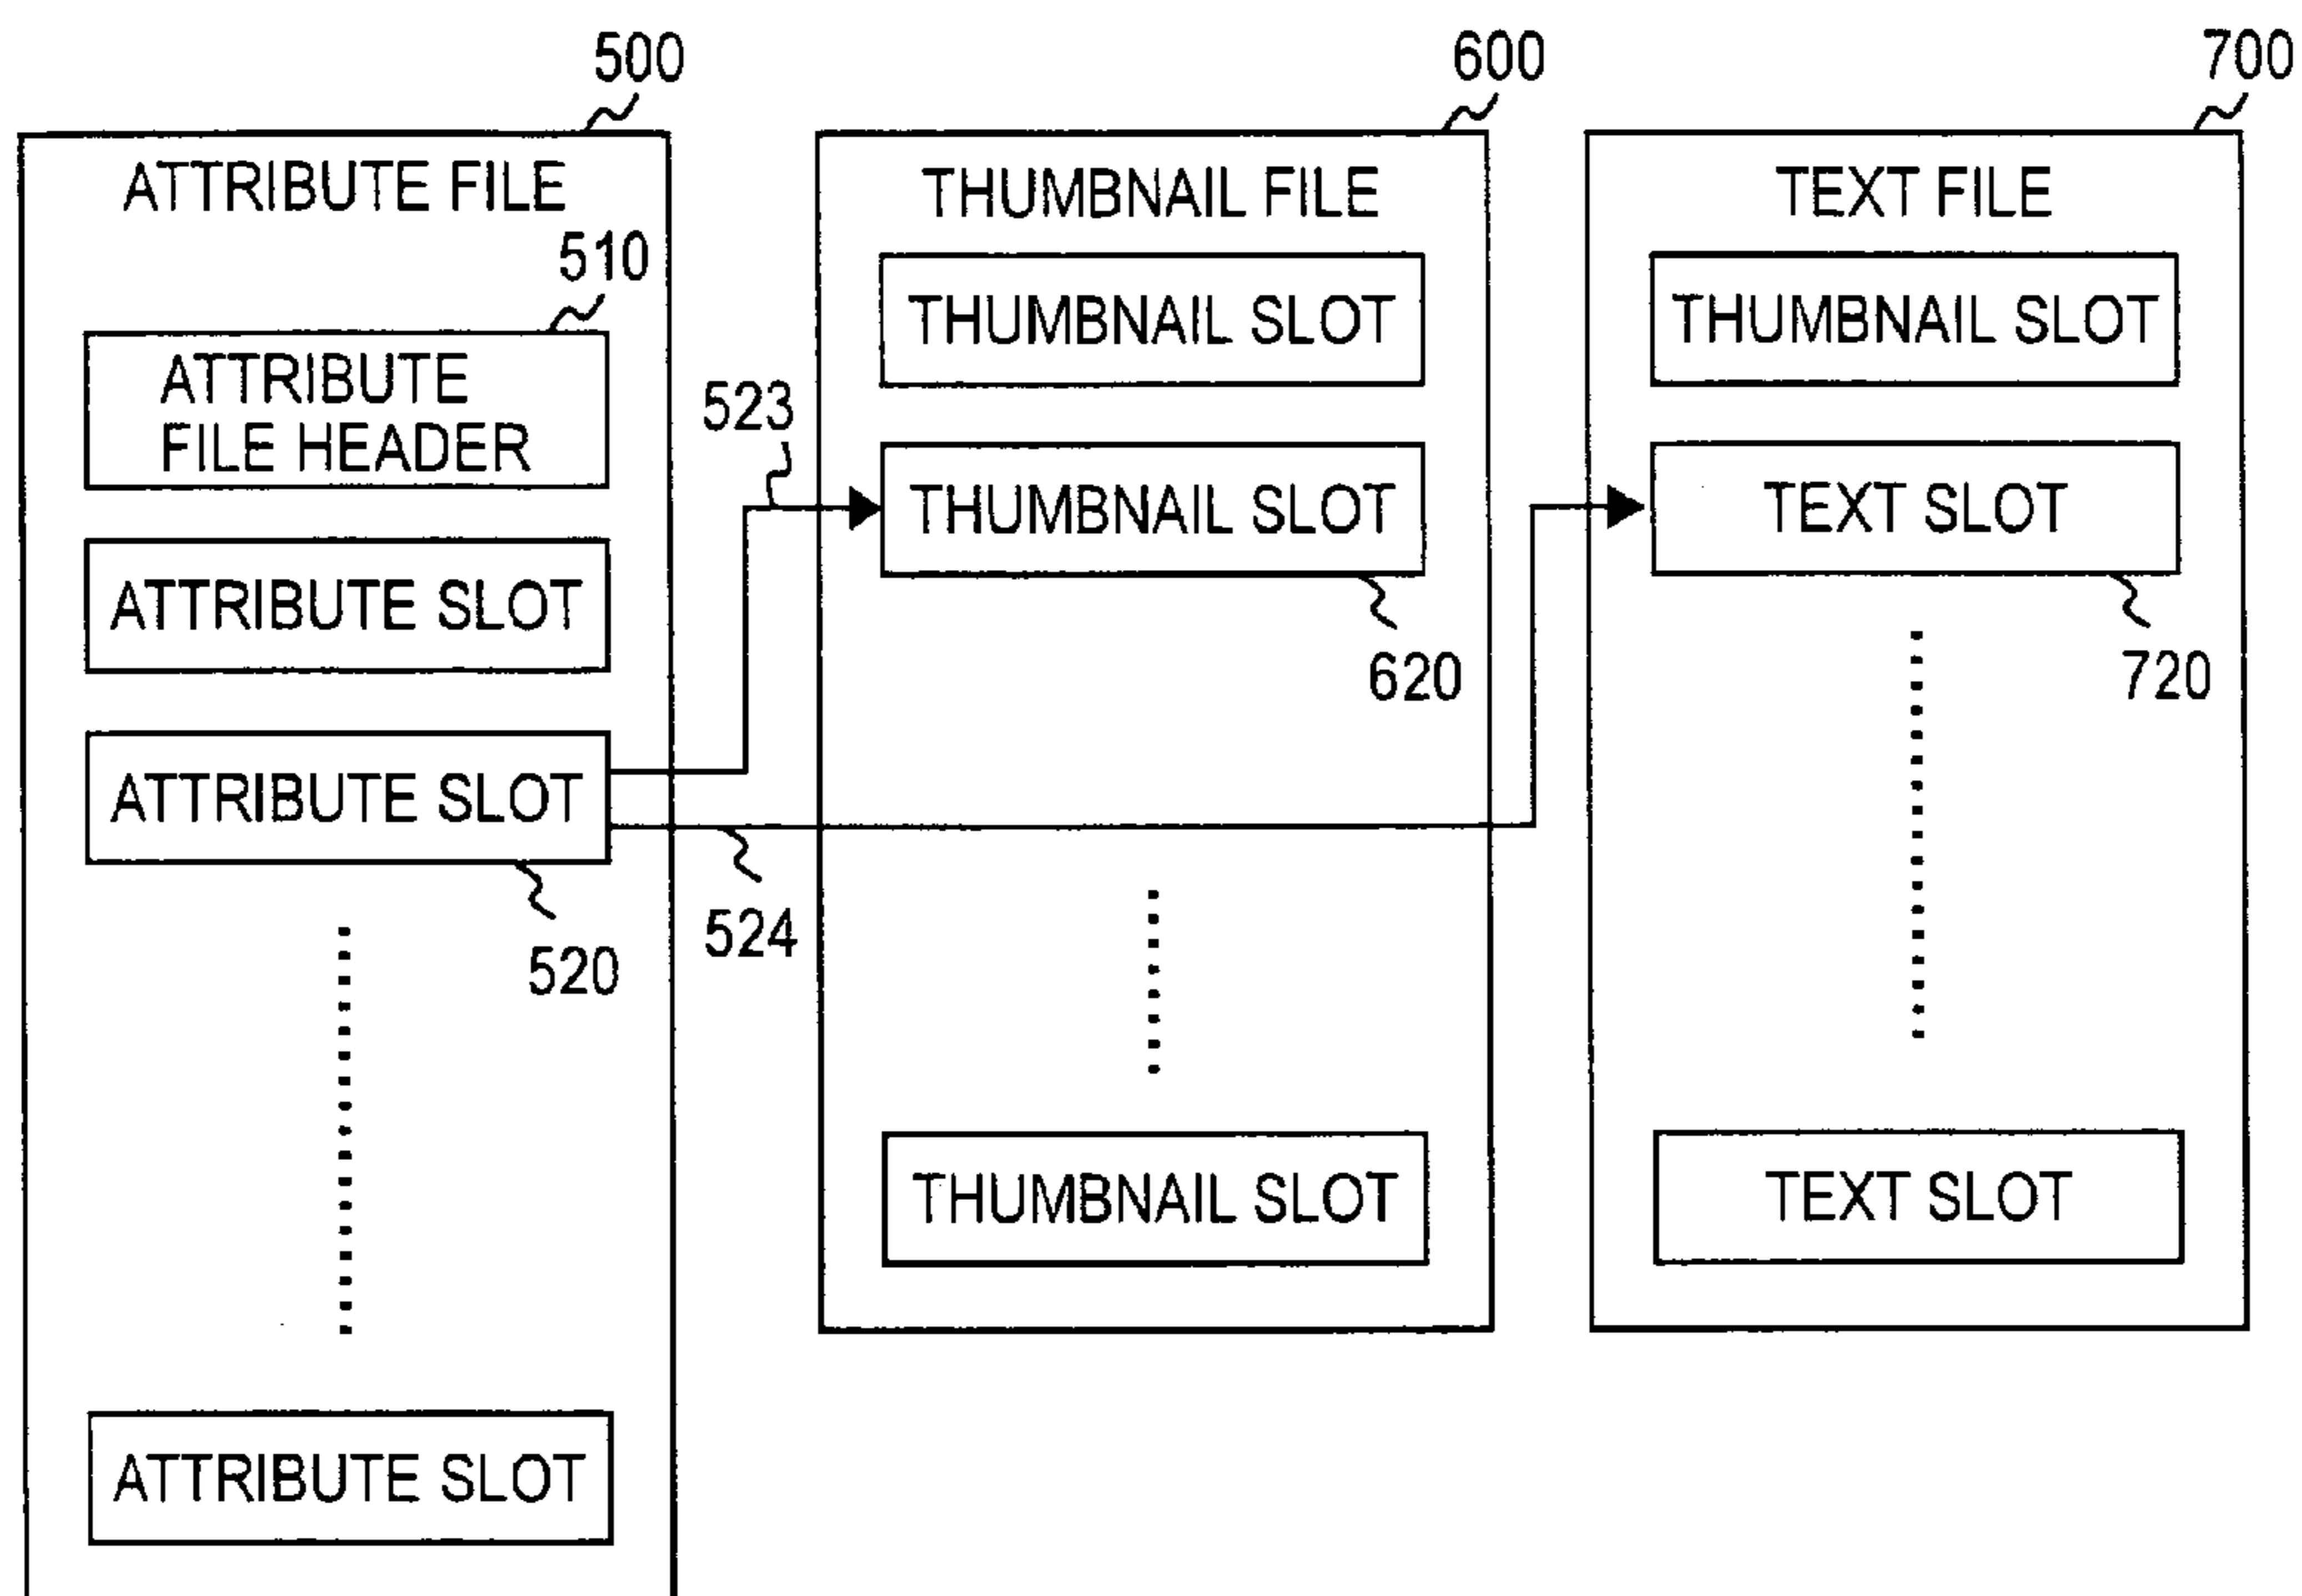 500
600
700
ATTRIBUTE FILE
510
ATTRIBUTE
FILE HEADER
ATTRIBUTE SLOT
ATTRIBUTE SLOT
520
ATTRIBUTE SLOT
523
524
THUMBNAIL FILE
THUMBNAIL SLOT
THUMBNAIL SLOT
620
THUMBNAIL SLOT
TEXT FILE
THUMBNAIL SLOT
TEXT SLOT
720
TEXT SLOT